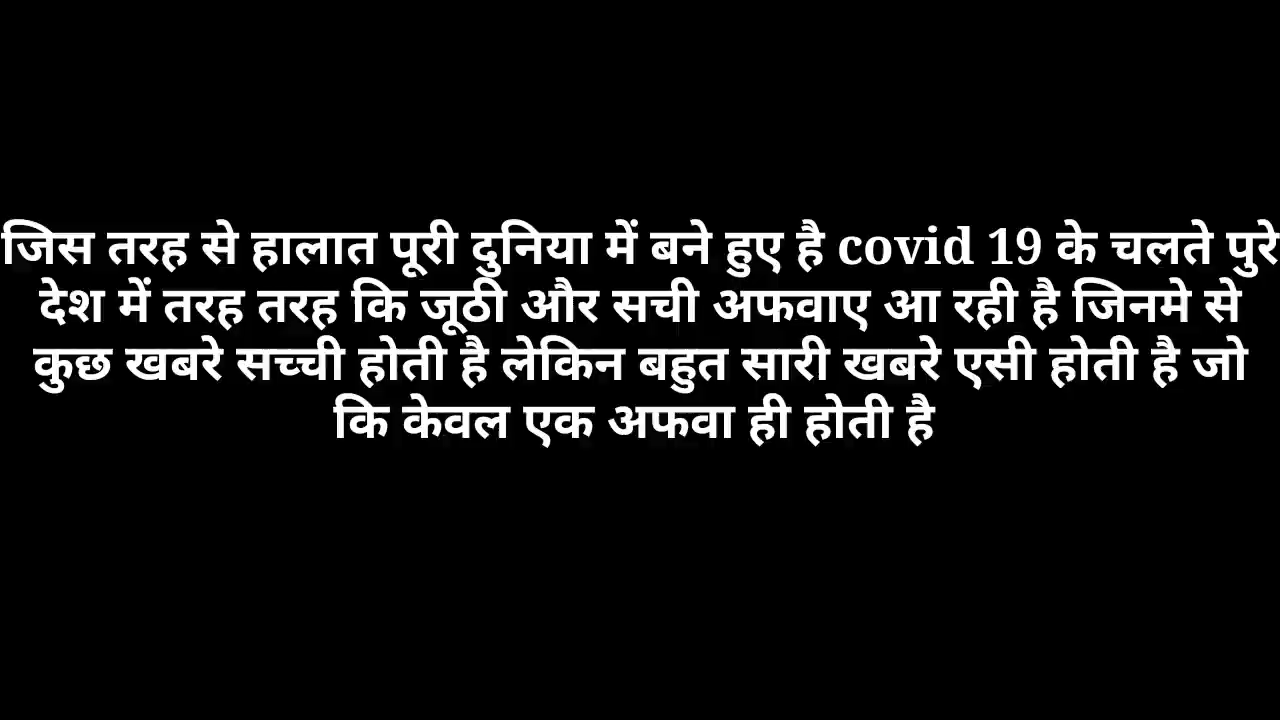 जिस तरह से हालात पूरी दुनिया में बने हुए है covid 19 के चलते पुरे
देश में तरह तरह कि जूठी और सची अफवाए आ रही है जिनमे से
कुछ खबरे सच्ची होती है लेकिन बहुत सारी खबरे एसी होती है जो
कि केवल एक अफवा ही होती है